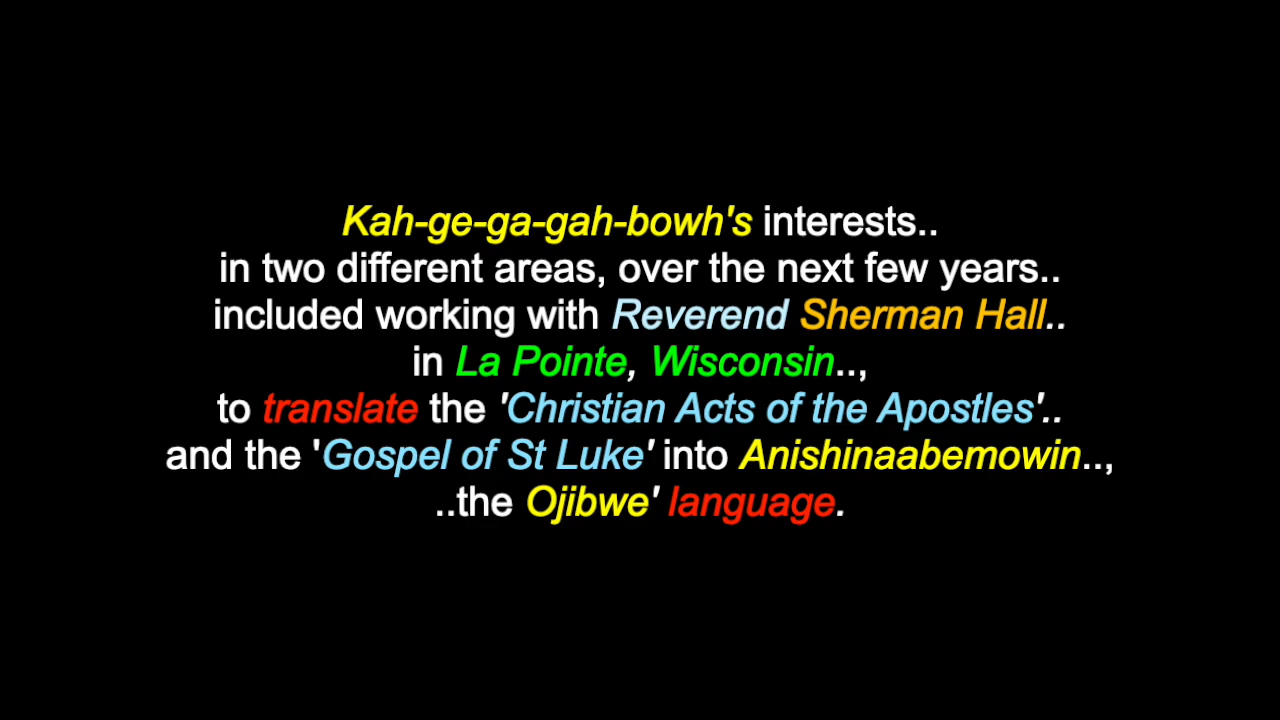 Kah-ge-ga-gah-bowh's interests..
in two different areas, over the next few years..
included working with Reverend Sherman Hall..
in La Pointe, Wisconsin..,
to translate the 'Christian Acts of the Apostles'..
and the 'Gospel of St Luke' into Anishinaabemowin..,
..the Ojibwe' language.